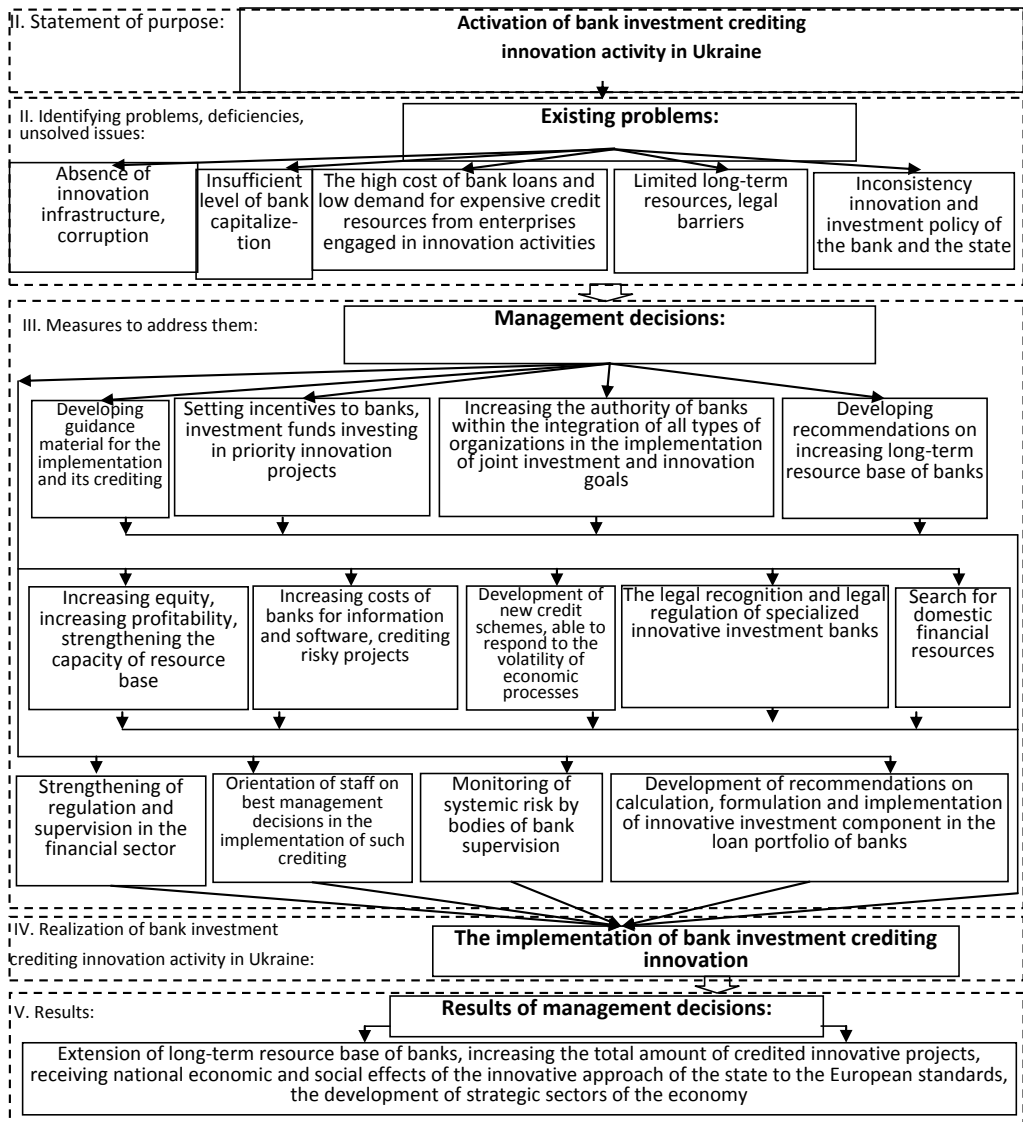 II. Statement of purpose:
Activation of bank investment crediting
innovation activity in Ukraine
II. Identifying problems, deficiencies,
unsolved issues:
Existing problems:
Absence of
innovation
infrastructure,
corruption
Insufficient
level of bank
capitalize-
tion
The high cost of bank loans and
low demand for expensive credit
resources from enterprises
engaged in innovation activities
Limited long-term
resources, legal
barriers
Inconsistency
innovation and
investment policy of
the bank and the state
III. Measures to address them:
Management decisions:
Developing
guidance
material for the
implementation
and its crediting
Setting incentives to banks,
investment funds investing
in priority innovation
projects
Increasing the authority of banks
within the integration of all types of
organizations in the implementation
of joint investment and innovation
goals
Developing
recommendations on
increasing long-term
resource base of banks
Increasing equity,
increasing profitability,
strengthening the
capacity of resource
base
Increasing costs of
banks for information
and software, crediting
risky projects
Development of
new credit
schemes, able to
respond to the
volatility of
economic
processes
The legal recognition and legal
regulation of specialized
innovative investment banks
Search for
domestic
financial
resources
Strengthening of
regulation and
supervision in the
financial sector
Orientation of staff on
best management
decisions in the
implementation of such
crediting
Monitoring of
systemic risk by
bodies of bank
supervision
Development of recommendations on
calculation, formulation and implementation
of innovative investment component in the
loan portfolio of banks
IV. Realization of bank investment
crediting innovation activity in Ukraine:
The implementation of bank investment crediting
innovation
V. Results:
Results of management decisions:
Extension of long-term resource base of banks, increasing the total amount of credited innovative projects,
receiving national economic and social effects of the innovative approach of the state to the European standards,
the development of strategic sectors of the economy